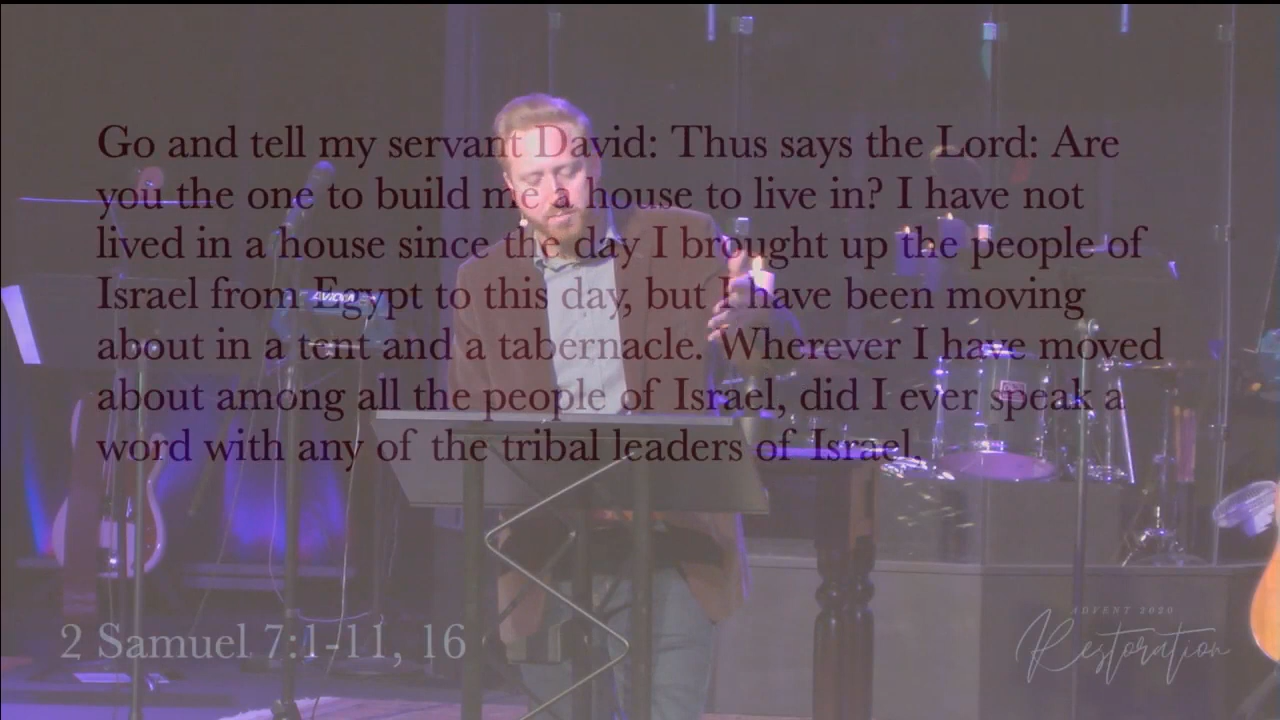 Go and tell my servant David: Thus says the Lord: Are
you the one to build me a house to live in? I have not
lived in a house since the day I brought up the people of
Israel from Egypt to this day, but I have been moving
about in a tent and a tabernacle. Wherever I have moved
about among all the people of Israel, did I ever speak a
word with any of the tribal leaders of Israel,
2 Samuel 7:1-11, 16
ADVENT 2020
Restoration
AVIOM